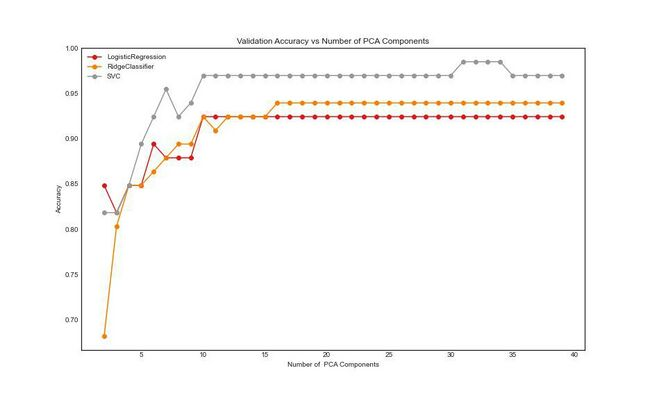 Validation Accuracy vs Number of PCA Components
1.00
LogisticRegression
RidgeClassifier
SVC
0.95
0.90
0.85
0.80
0.75
0.70
Accuracy
5 10 15 20 25 30 35 40
Number of PCA Components